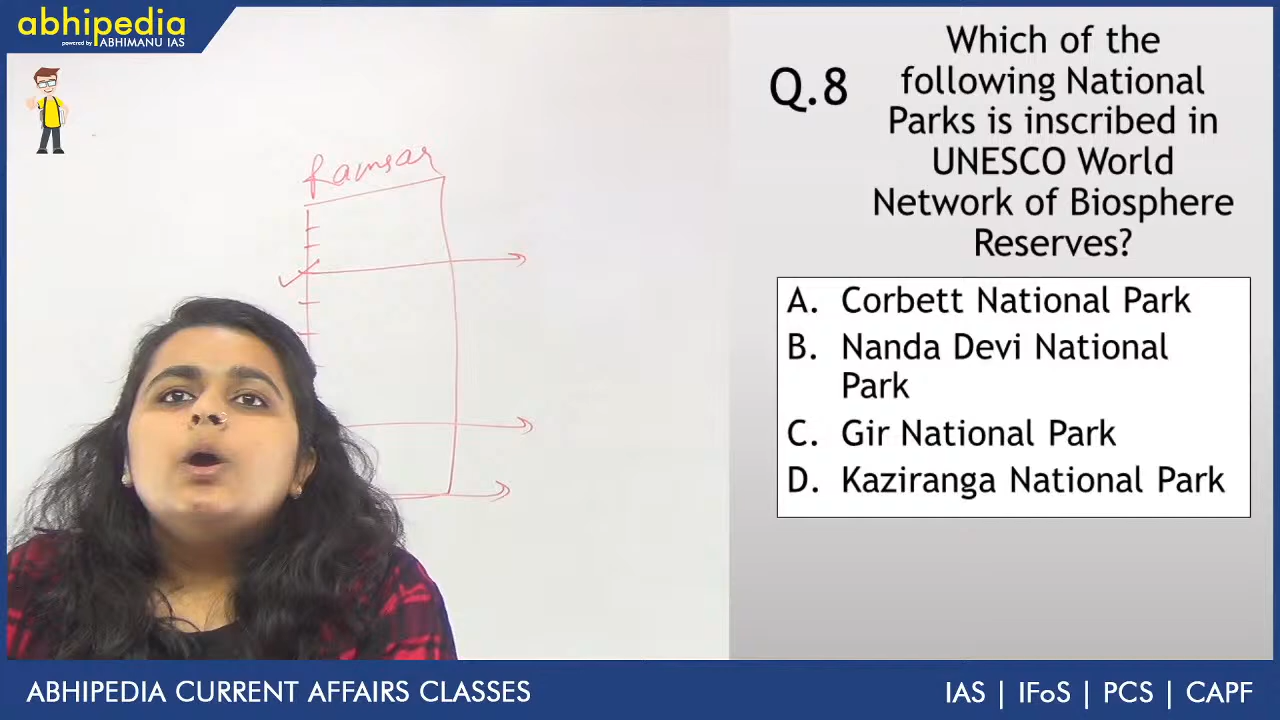 abhipedia
powered by ABHIMANU IAS
Ramsar
Q.8
Which of the
following National
Parks is inscribed in
UNESCO World
Network of Biosphere
Reserves?
A. Corbett National Park
B. Nanda Devi National
Park
C. Gir National Park
D. Kaziranga National Park
ABHIPEDIA CURRENT AFFAIRS CLASSES
IAS | IFoS | PCS | CAPF